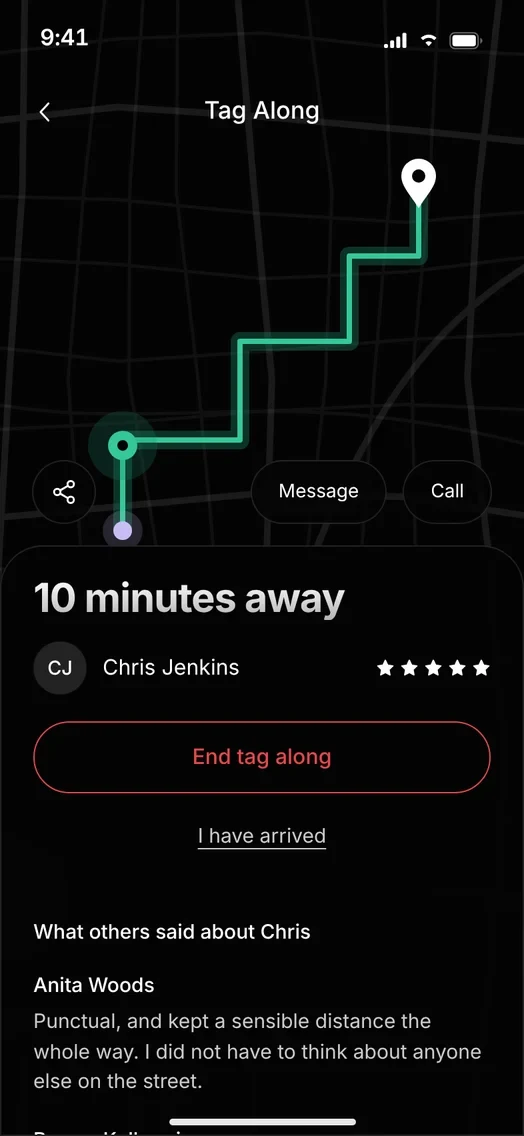 9:41
Tag Along
Message
Call
10 minutes away
CJ
Chris Jenkins
End tag along
I have arrived
What others said about Chris
Anita Woods
Punctual, and kept a sensible distance the
whole way. I did not have to think about anyone
else on the street.